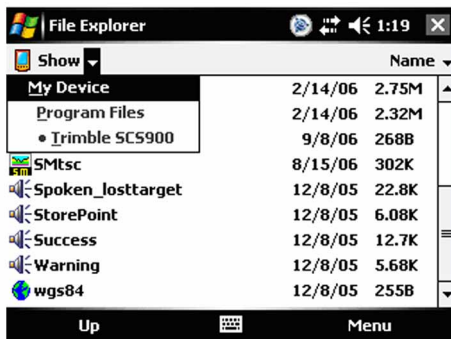 File Explorer 1:19
Show Name
My Device 2/14/06 2.75M
Program Files 2/14/06 2.32M
Trimble SCS900 9/8/06 268B
SMtsc 8/15/06 302K
Spoken_losttarget 12/8/05 22.8K
StorePoint 12/8/05 6.08K
Success 12/8/05 12.7K
Warning 12/8/05 5.68K
wgs84 12/8/05 255B
Up Menu